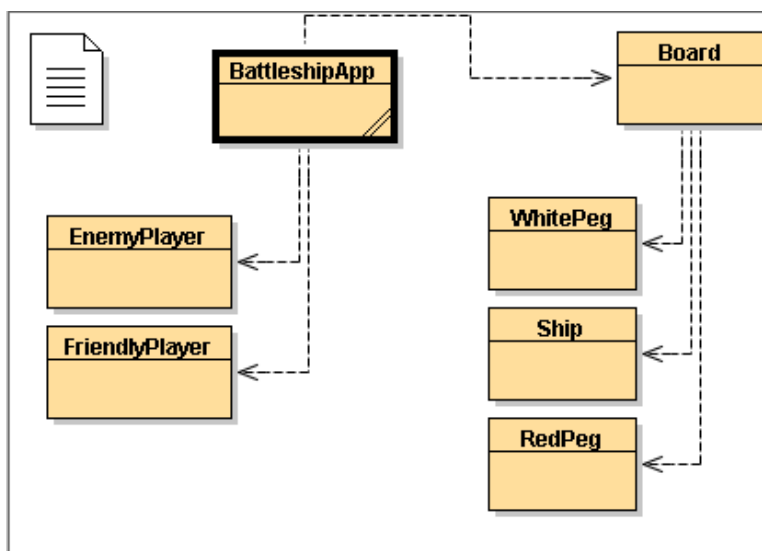 BattleshipApp
Board
EnemyPlayer
WhitePeg
FriendlyPlayer
Ship
RedPeg